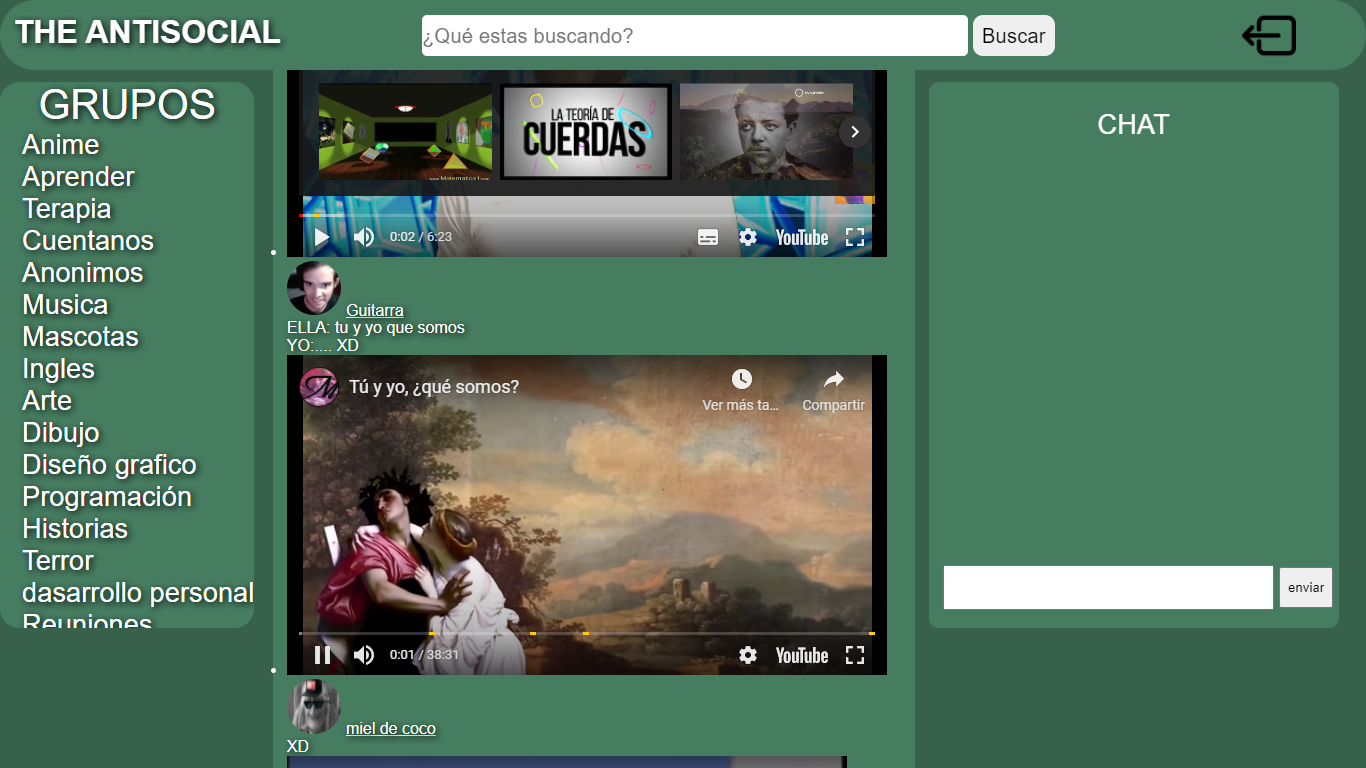 THE ANTISOCIAL
¿Qué estas buscando?
Buscar
GRUPOS
Anime
Aprender
Terapia
Cuentanos
Anonimos
Musica
Mascotas
Ingles
Arte
Dibujo
Diseño grafico
Programación
Historias
Terror
dasarrollo personal
Reuniones
LA TEORÍA DE
CUERDAS
0:02 / 6:23
YouTube
Guitarra
ELLA: tu y yo que somos
YO:.... XD
Tú y yo, ¿qué somos?
Ver más ta...
Compartir
0:01 / 38:31
YouTube
miel de coco
XD
CHAT
enviar